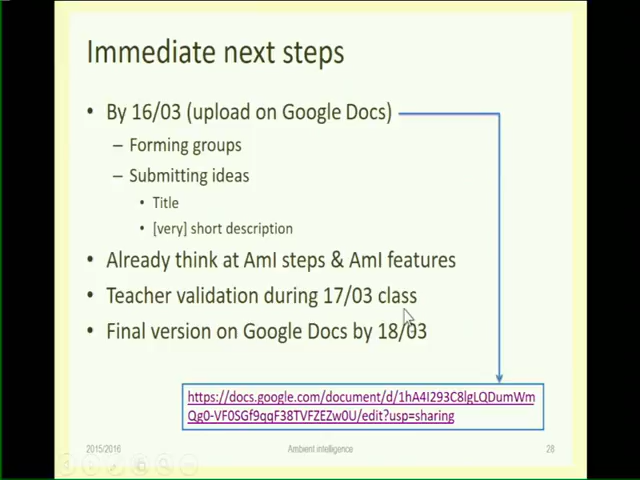 Immediate next steps
• By 16/03 (upload on Google Docs)
– Forming groups
– Submitting ideas
• Title
• [very] short description
• Already think at AmI steps & AmI features
• Teacher validation during 17/03 class
• Final version on Google Docs by 18/03
https://docs.google.com/document/d/1hA4I293C8lgLQDumWm
Qg0-VF0SGf9qqF38TVFZEZw0U/edit?usp=sharing
2015/2016
Ambient intelligence
28